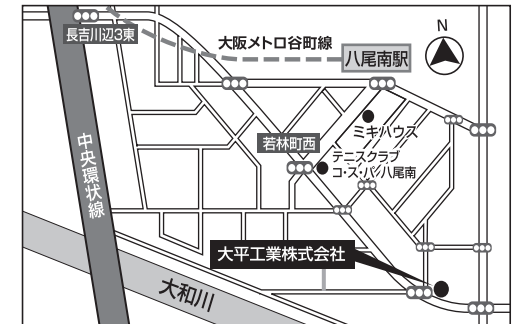 長吉川辺3東
大阪メトロ谷町線
N
八尾南駅
ミキハウス
若林町西
テニスクラブ
コ・ス・パ/八尾南
中央環状線
大平工業株式会社
大和川